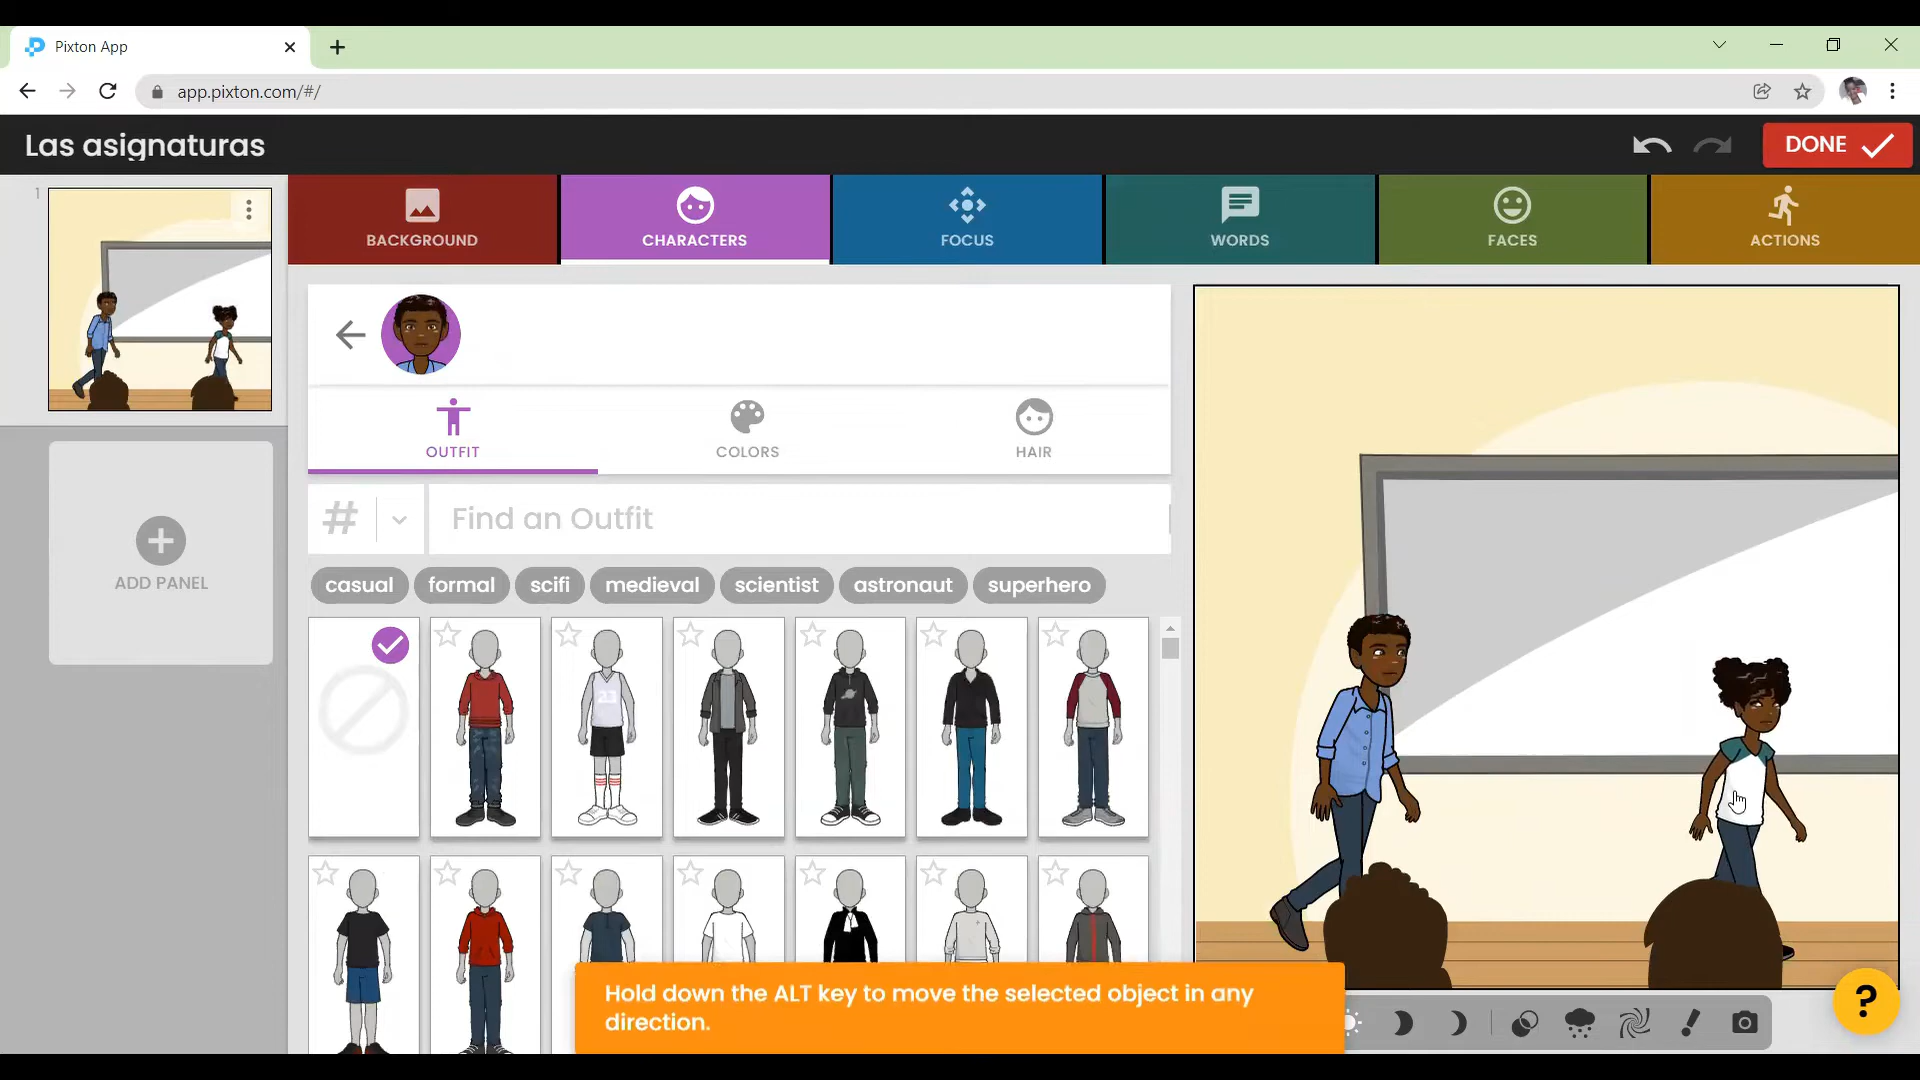 Pixton App
app.pixton.com/#/
Las asignaturas
DONE
1
BACKGROUND
CHARACTERS
FOCUS
WORDS
FACES
ACTIONS
OUTFIT
COLORS
HAIR
# Find an Outfit
casual formal scifi medieval scientist astronaut superhero
23
ADD PANEL
Hold down the ALT key to move the selected object in any
direction.
?